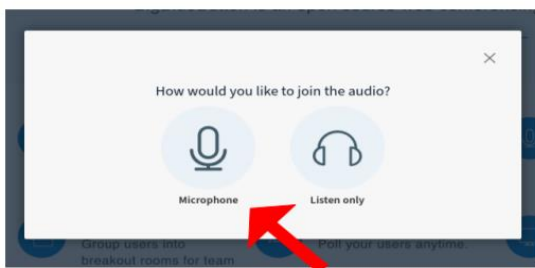 How would you like to join the audio?
Microphone
Listen only
Group users into
breakout rooms for team
Poll your users anytime.